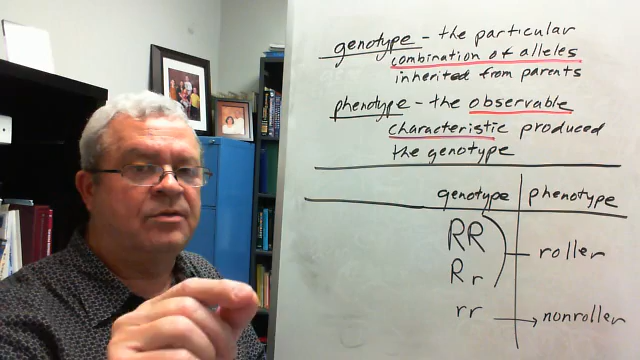 genotype - the particular
combination of alleles
inherited from parents
phenotype - the observable
characteristic produced
the genotype
genotype phenotype
RR
roller
Rr
rr → nonroller